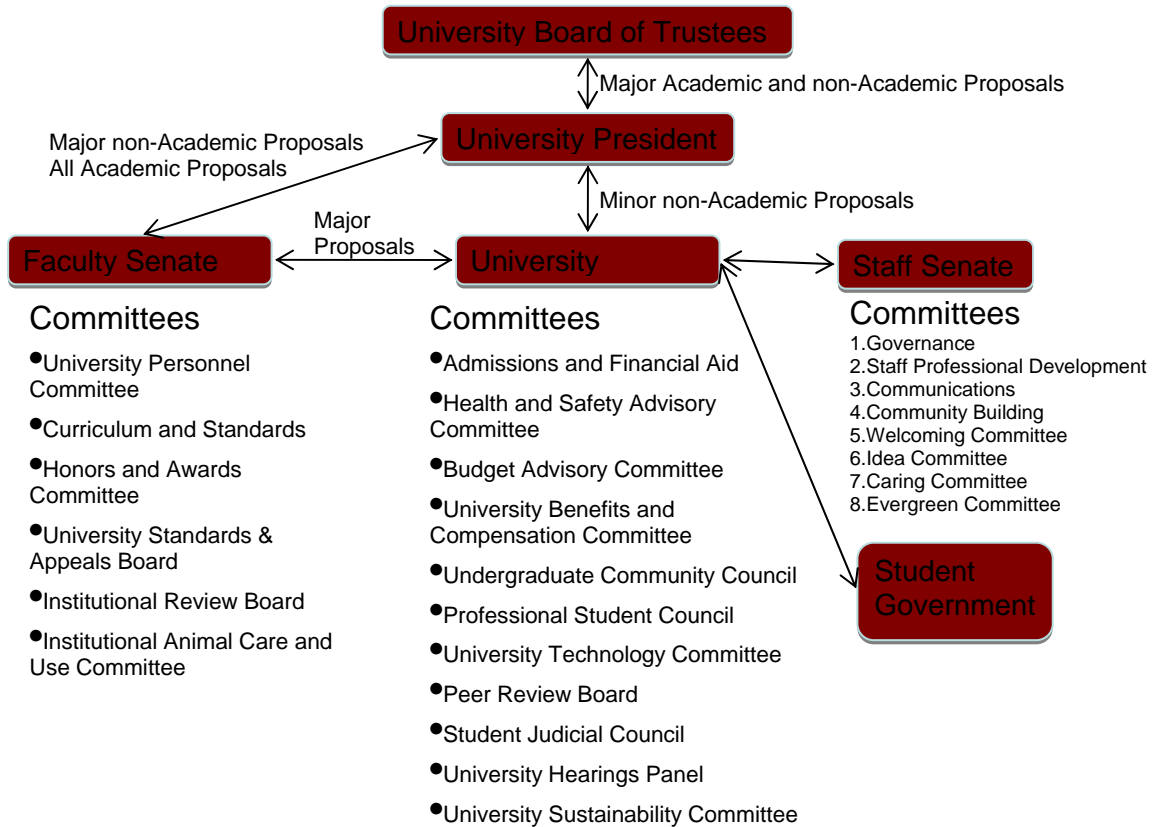 University Board of Trustees
Major Academic and non-Academic Proposals
University President
Major non-Academic Proposals
All Academic Proposals
Minor non-Academic Proposals
Major
Proposals
Faculty Senate
University
Staff Senate
Committees
●University Personnel
Committee
●Curriculum and Standards
●Honors and Awards
Committee
●University Standards &
Appeals Board
●Institutional Review Board
●Institutional Animal Care and
Use Committee
Committees
●Admissions and Financial Aid
●Health and Safety Advisory
Committee
●Budget Advisory Committee
●University Benefits and
Compensation Committee
●Undergraduate Community Council
●Professional Student Council
●University Technology Committee
●Peer Review Board
●Student Judicial Council
●University Hearings Panel
●University Sustainability Committee
Committees
1.Governance
2.Staff Professional Development
3.Communications
4.Community Building
5.Welcoming Committee
6.Idea Committee
7.Caring Committee
8.Evergreen Committee
Student
Government